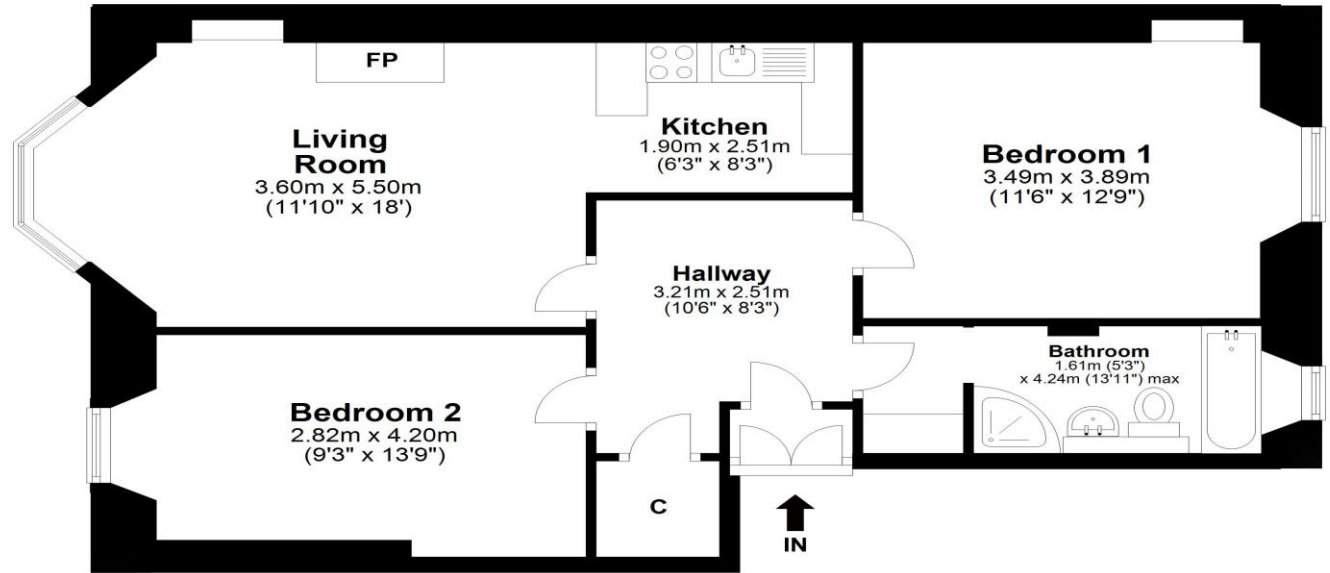 FP
Living
Room
3.60m x 5.50m
(11'10" x 18')
Kitchen
1.90m x 2.51m
(6'3" x 8'3")
Bedroom 1
3.49m x 3.89m
(11'6" x 12'9")
Hallway
3.21m x 2.51m
(10'6" x 8'3")
Bathroom
1.61m (5'3")
x 4.24m (13'11") max
Bedroom 2
2.82m x 4.20m
(9'3" x 13'9")
C
IN